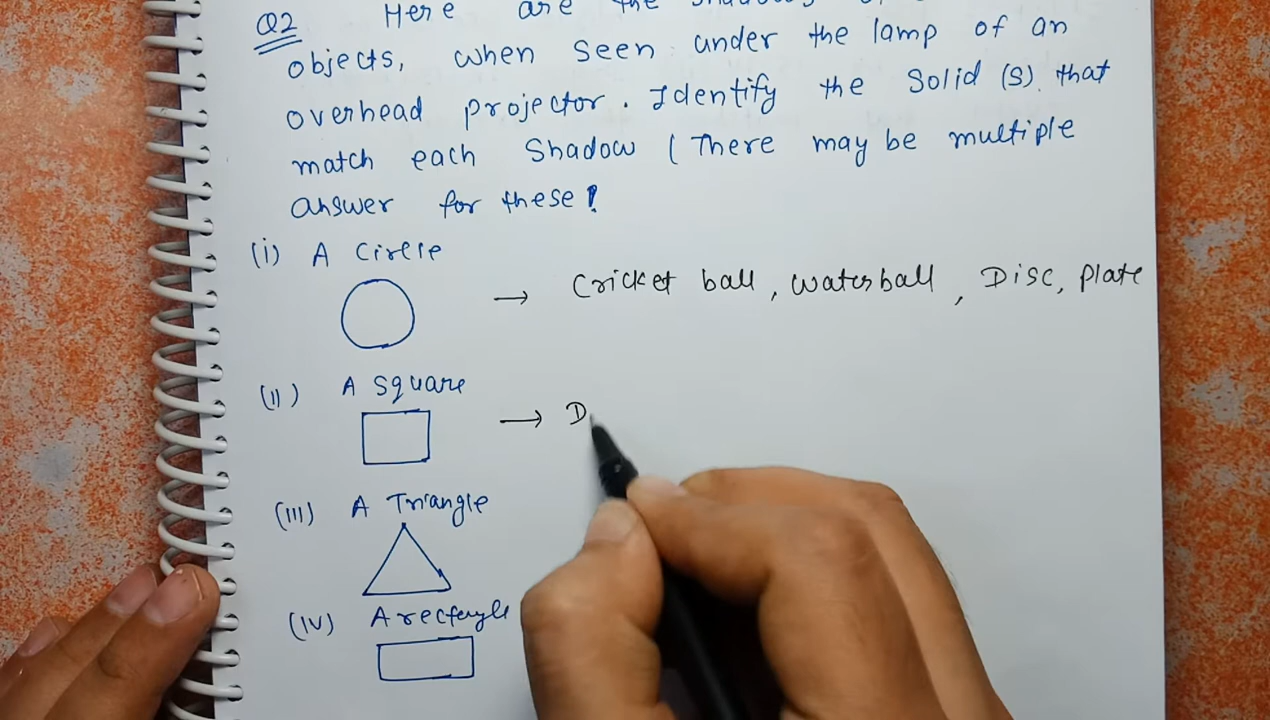 Q2 Here are the shadows
objects, when seen under the lamp of an
overhead projector. Identify the Solid (s) that
match each Shadow ( There may be multiple
answer for these!
(i) A Circle
→ Cricket ball, waterball, Disc, plate
(ii) A square
→ D
(iii) A Triangle
(iv) A rectangle